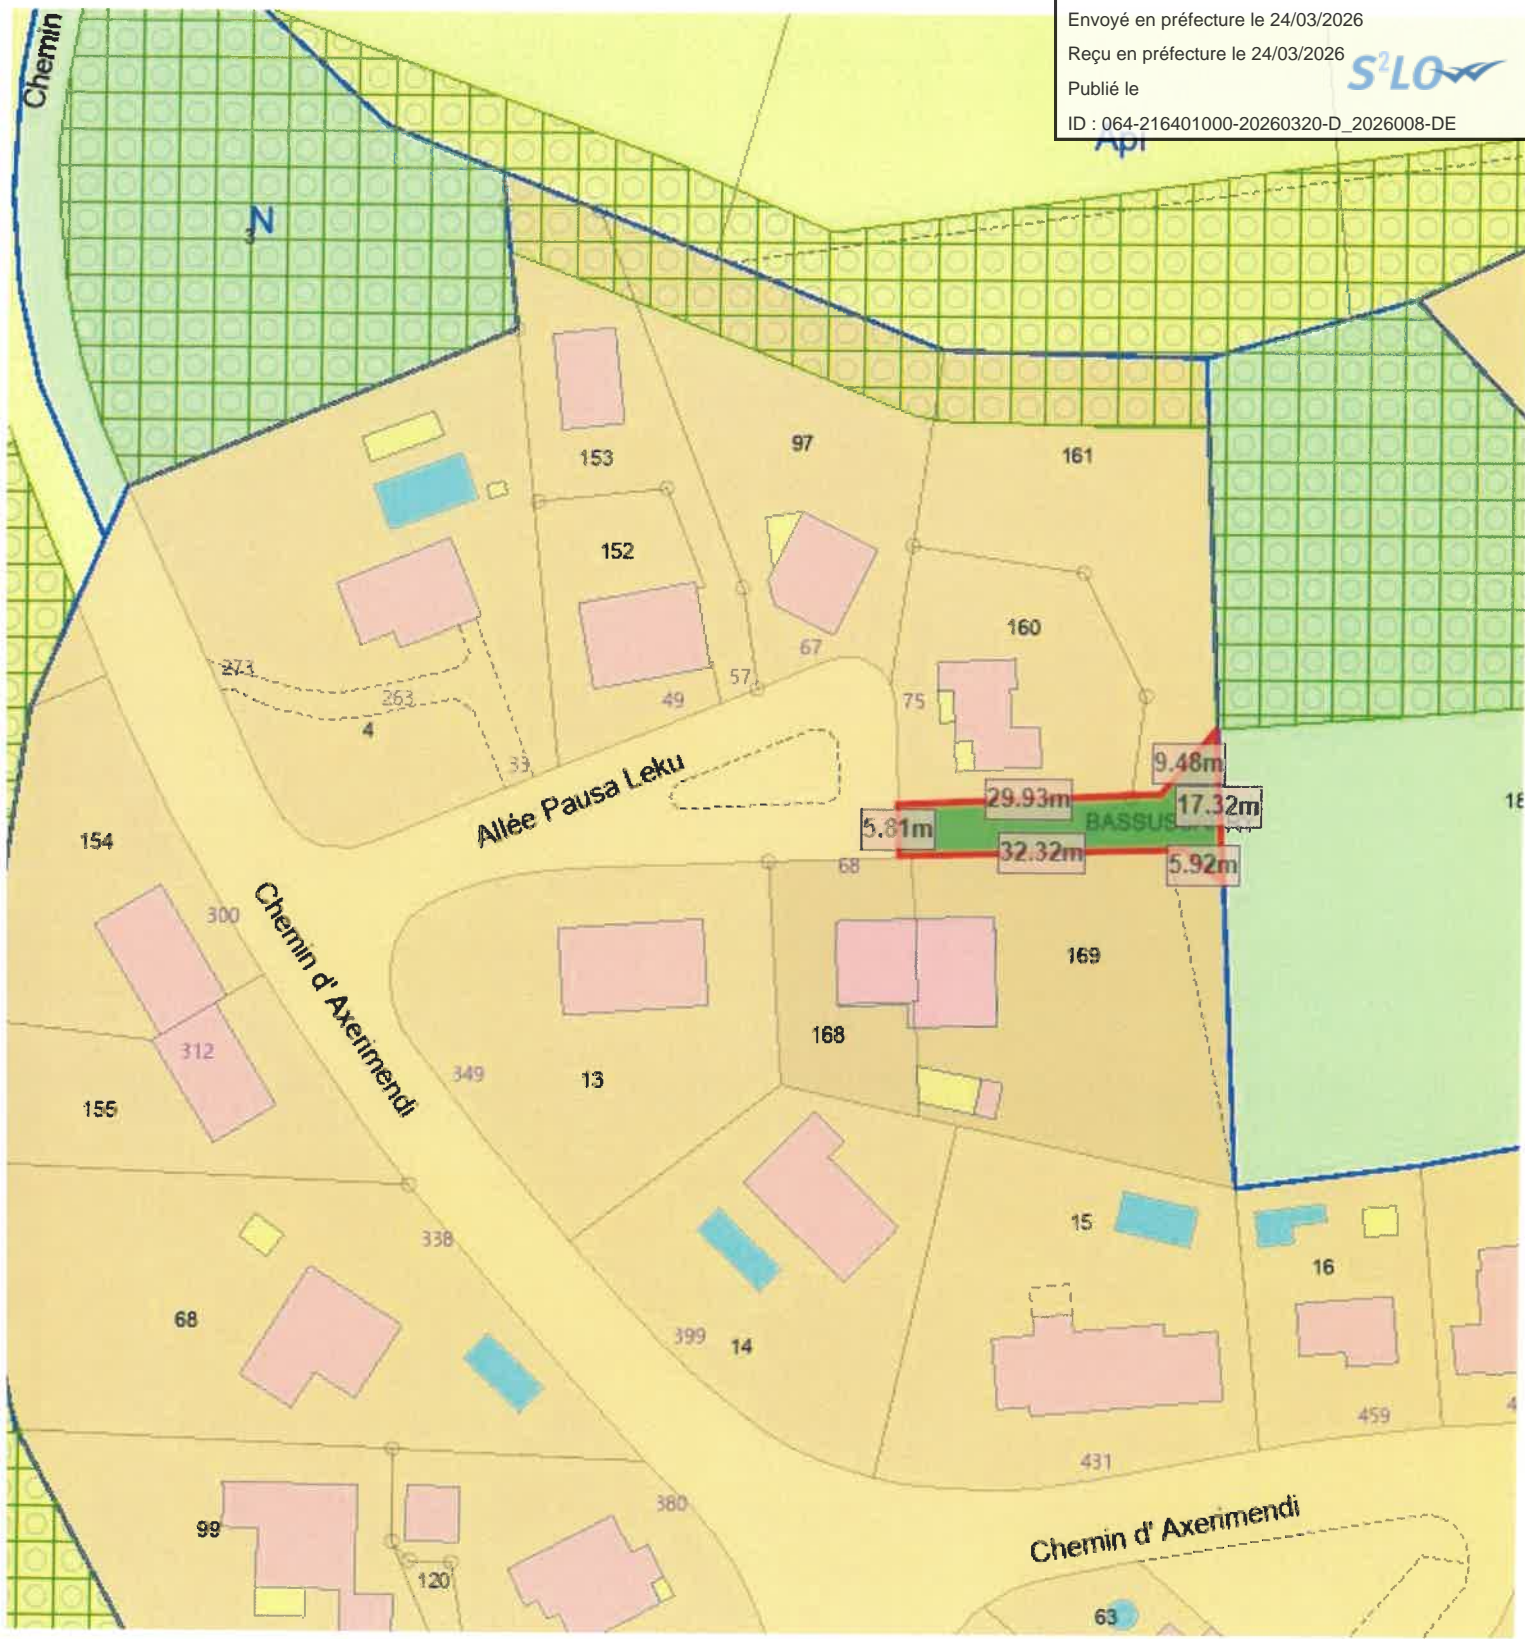 Envoyé en préfecture le 24/03/2026
Reçu en préfecture le 24/03/2026
S²LO
Publié le
ID : 064-216401000-20260320-D_2026008-DE
Chemin
Api
N
3
153
97
161
152
160
273
263
4
33
49
57
67
75
9.48m
29.93m
17.32m
5.81m
32.32m
5.92m
Allée Pausa Leku
68
154
300
Chemin d' Axerimendi
169
168
312
349
13
155
15
16
338
68
399
14
459
431
99
380
120
Chemin d' Axerimendi
63